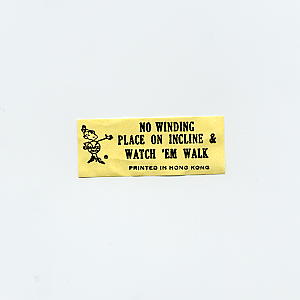 NO WINDING
PLACE ON INCLINE &
WATCH 'EM WALK
PRINTED IN HONG KONG